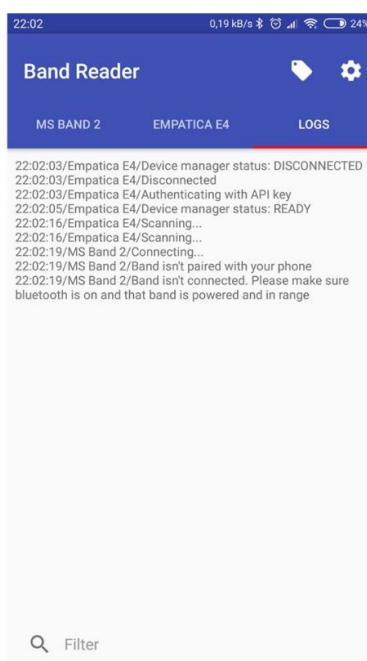 22:02 0,19 kB/s 24%
Band Reader
MS BAND 2 EMPATICA E4 LOGS
22:02:03/Empatica E4/Device manager status: DISCONNECTED
22:02:03/Empatica E4/Disconnected
22:02:03/Empatica E4/Authenticating with API key
22:02:05/Empatica E4/Device manager status: READY
22:02:16/Empatica E4/Scanning...
22:02:16/Empatica E4/Scanning...
22:02:19/MS Band 2/Connecting...
22:02:19/MS Band 2/Band isn't paired with your phone
22:02:19/MS Band 2/Band isn't connected. Please make sure
bluetooth is on and that band is powered and in range
Filter